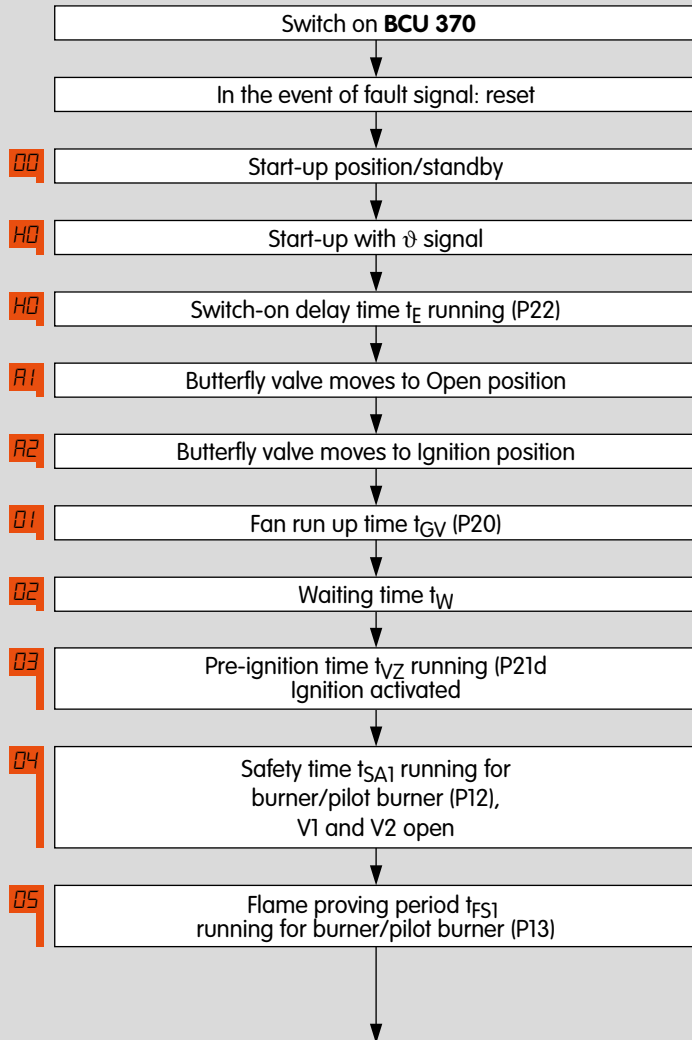 Switch on BCU 370
In the event of fault signal: reset
00
Start-up position/standby
H0
Start-up with ϑ signal
H0
Switch-on delay time tE running (P22)
A1
Butterfly valve moves to Open position
A2
Butterfly valve moves to Ignition position
01
Fan run up time tGV (P20)
02
Waiting time tW
03
Pre-ignition time tVZ running (P21d
Ignition activated
04
Safety time tSA1 running for
burner/pilot burner (P12),
V1 and V2 open
05
Flame proving period tFS1
running for burner/pilot burner (P13)